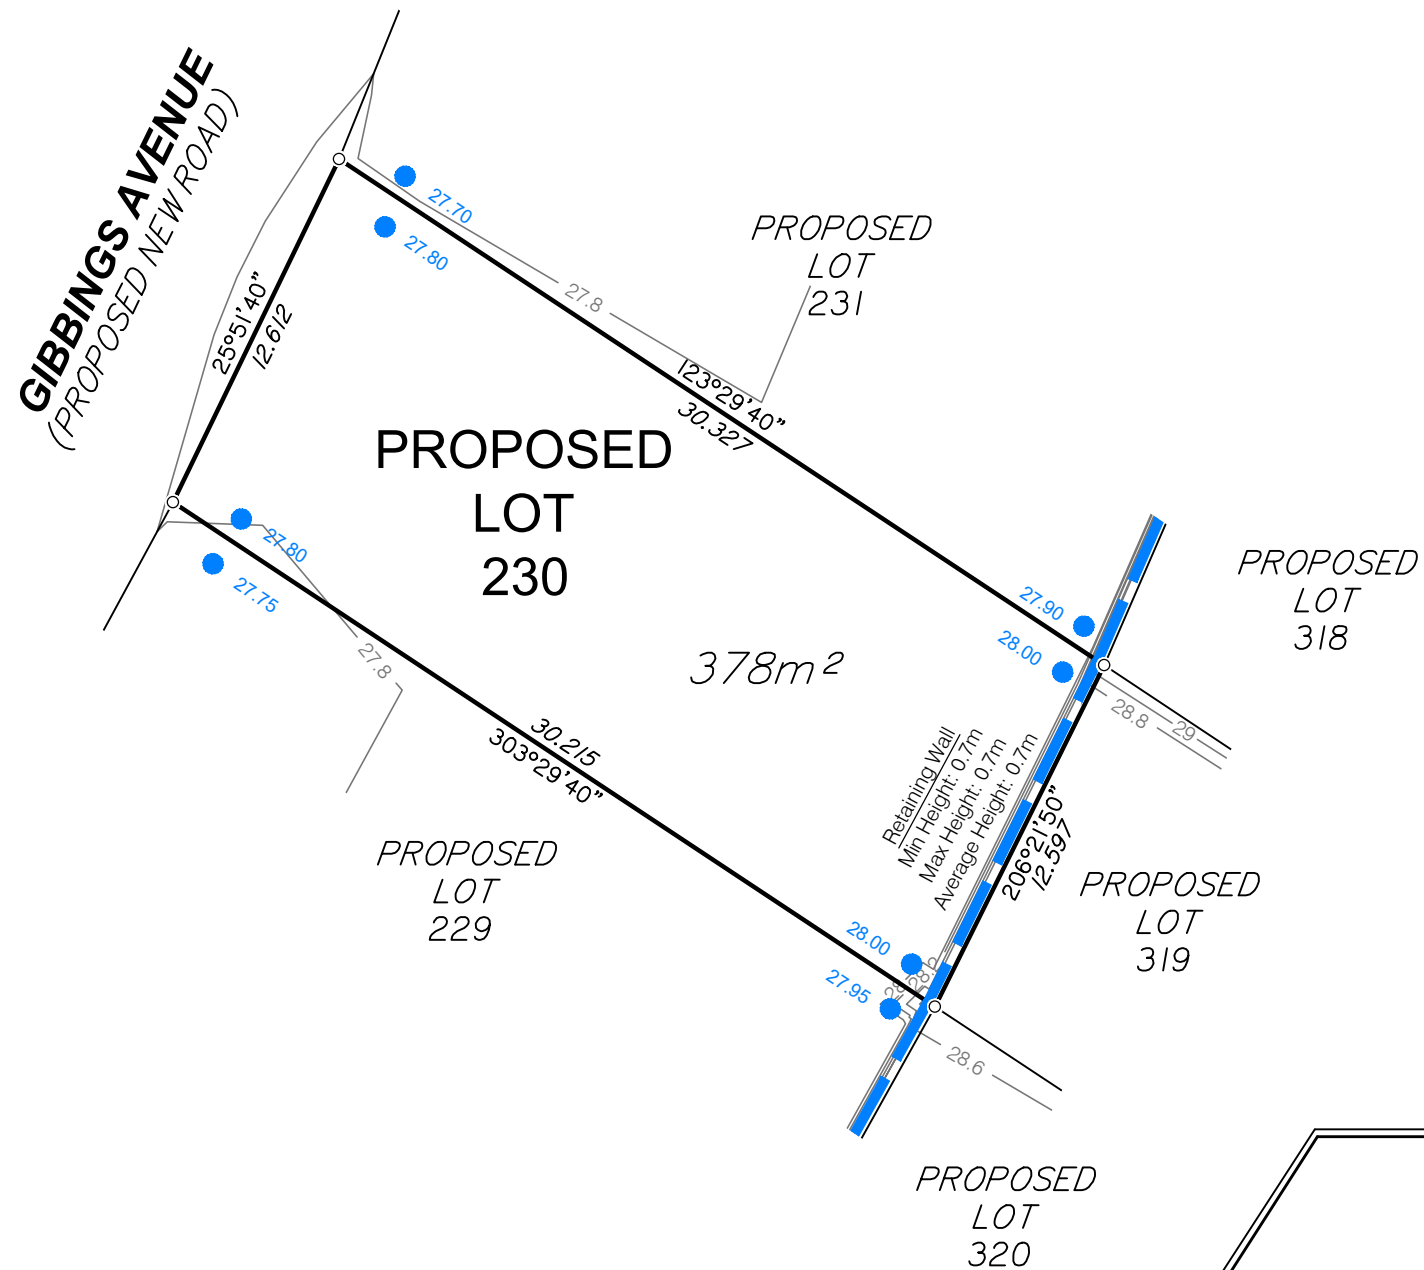 GIBBINGS AVENUE
(PROPOSED NEW ROAD)
25°51'40"
12.612
27.70
27.80
27.8
PROPOSED
LOT
231
123°29'40"
30.327
PROPOSED
LOT
230
27.80
27.75
27.8
378m²
27.90
28.00
PROPOSED
LOT
318
28.8
29
Retaining Wall
Min Height: 0.7m
Max Height: 0.7m
Average Height: 0.7m
206°21'50"
12.597
30.215
303°29'40"
PROPOSED
LOT
229
PROPOSED
LOT
319
28.00
27.95
28.2
28.6
PROPOSED
LOT
320